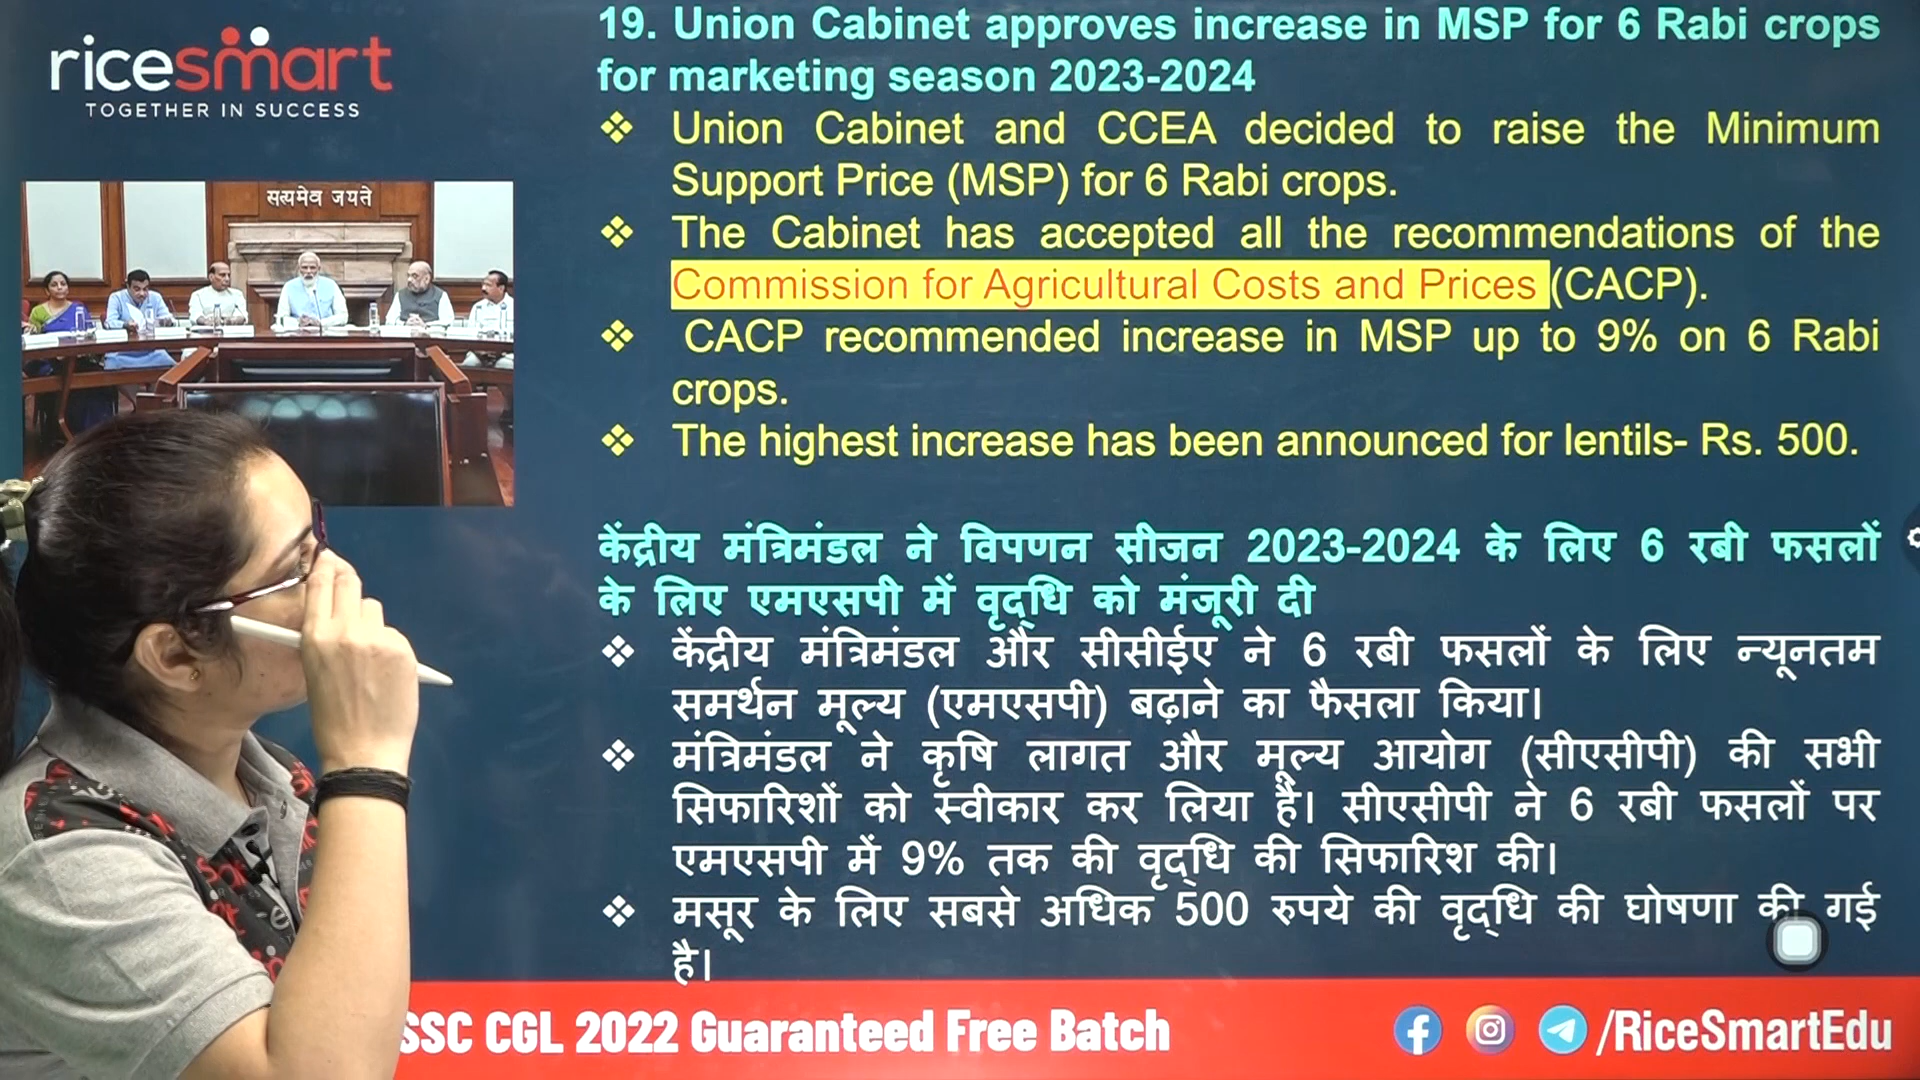 ricesmart
TOGETHER IN SUCCESS
सत्यमेव जयते
19. Union Cabinet approves increase in MSP for 6 Rabi crops
for marketing season 2023-2024
❖ Union Cabinet and CCEA decided to raise the Minimum
Support Price (MSP) for 6 Rabi crops.
❖ The Cabinet has accepted all the recommendations of the
Commission for Agricultural Costs and Prices (CACP).
❖ CACP recommended increase in MSP up to 9% on 6 Rabi
crops.
❖ The highest increase has been announced for lentils- Rs. 500.
केंद्रीय मंत्रिमंडल ने विपणन सीजन 2023-2024 के लिए 6 रबी फसलों
के लिए एमएसपी में वृद्धि को मंजूरी दी
❖ केंद्रीय मंत्रिमंडल और सीसीईए ने 6 रबी फसलों के लिए न्यूनतम
समर्थन मूल्य (एमएसपी) बढ़ाने का फैसला किया।
❖ मंत्रिमंडल ने कृषि लागत और मूल्य आयोग (सीएसीपी) की सभी
सिफारिशों को स्वीकार कर लिया है। सीएसीपी ने 6 रबी फसलों पर
एमएसपी में 9% तक की वृद्धि की सिफारिश की।
❖ मसूर के लिए सबसे अधिक 500 रुपये की वृद्धि की घोषणा की गई
है।
SSC CGL 2022 Guaranteed Free Batch
/RiceSmartEdu